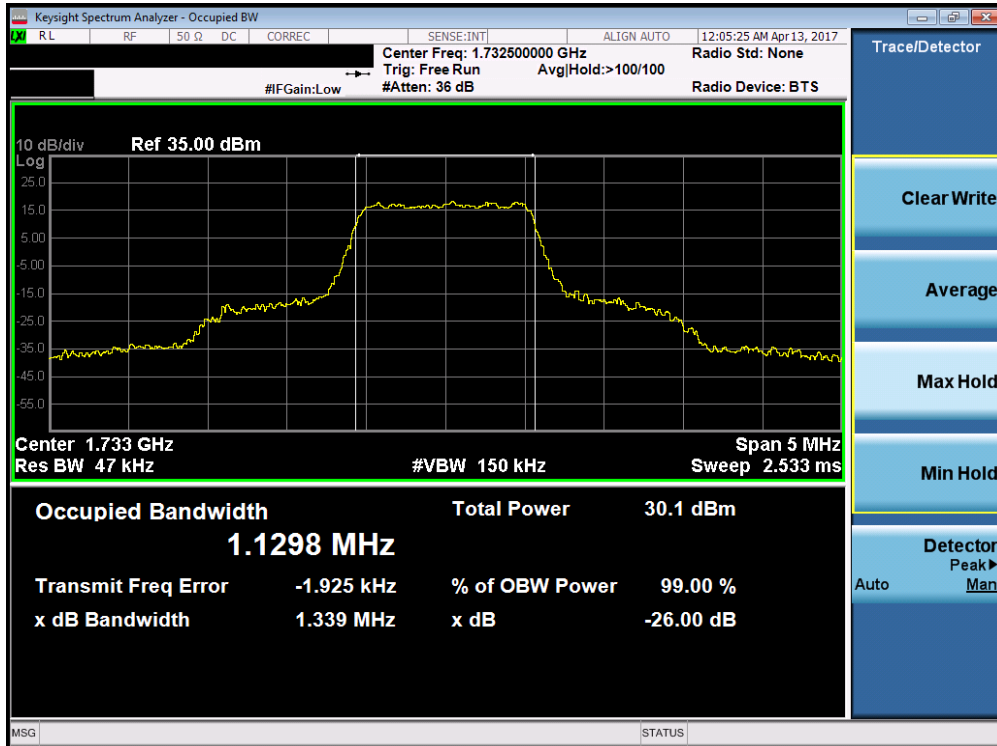 Keysight Spectrum Analyzer - Occupied BW
LXI RL RF 50 Ω DC CORREC SENSE:INT ALIGN AUTO 12:05:25 AM Apr 13, 2017
Center Freq: 1.732500000 GHz Radio Std: None
Trig: Free Run Avg|Hold:>100/100
#IFGain:Low #Atten: 36 dB Radio Device: BTS
10 dB/div Ref 35.00 dBm
Log
25.0
15.0
5.00
-5.00
-15.0
-25.0
-35.0
-45.0
-55.0
Center 1.733 GHz Span 5 MHz
Res BW 47 kHz #VBW 150 kHz Sweep 2.533 ms
Occupied Bandwidth Total Power 30.1 dBm
1.1298 MHz
Transmit Freq Error -1.925 kHz % of OBW Power 99.00 %
x dB Bandwidth 1.339 MHz x dB -26.00 dB
MSG STATUS
Trace/Detector
Clear Write
Average
Max Hold
Min Hold
Detector
Peak▶
Auto Man